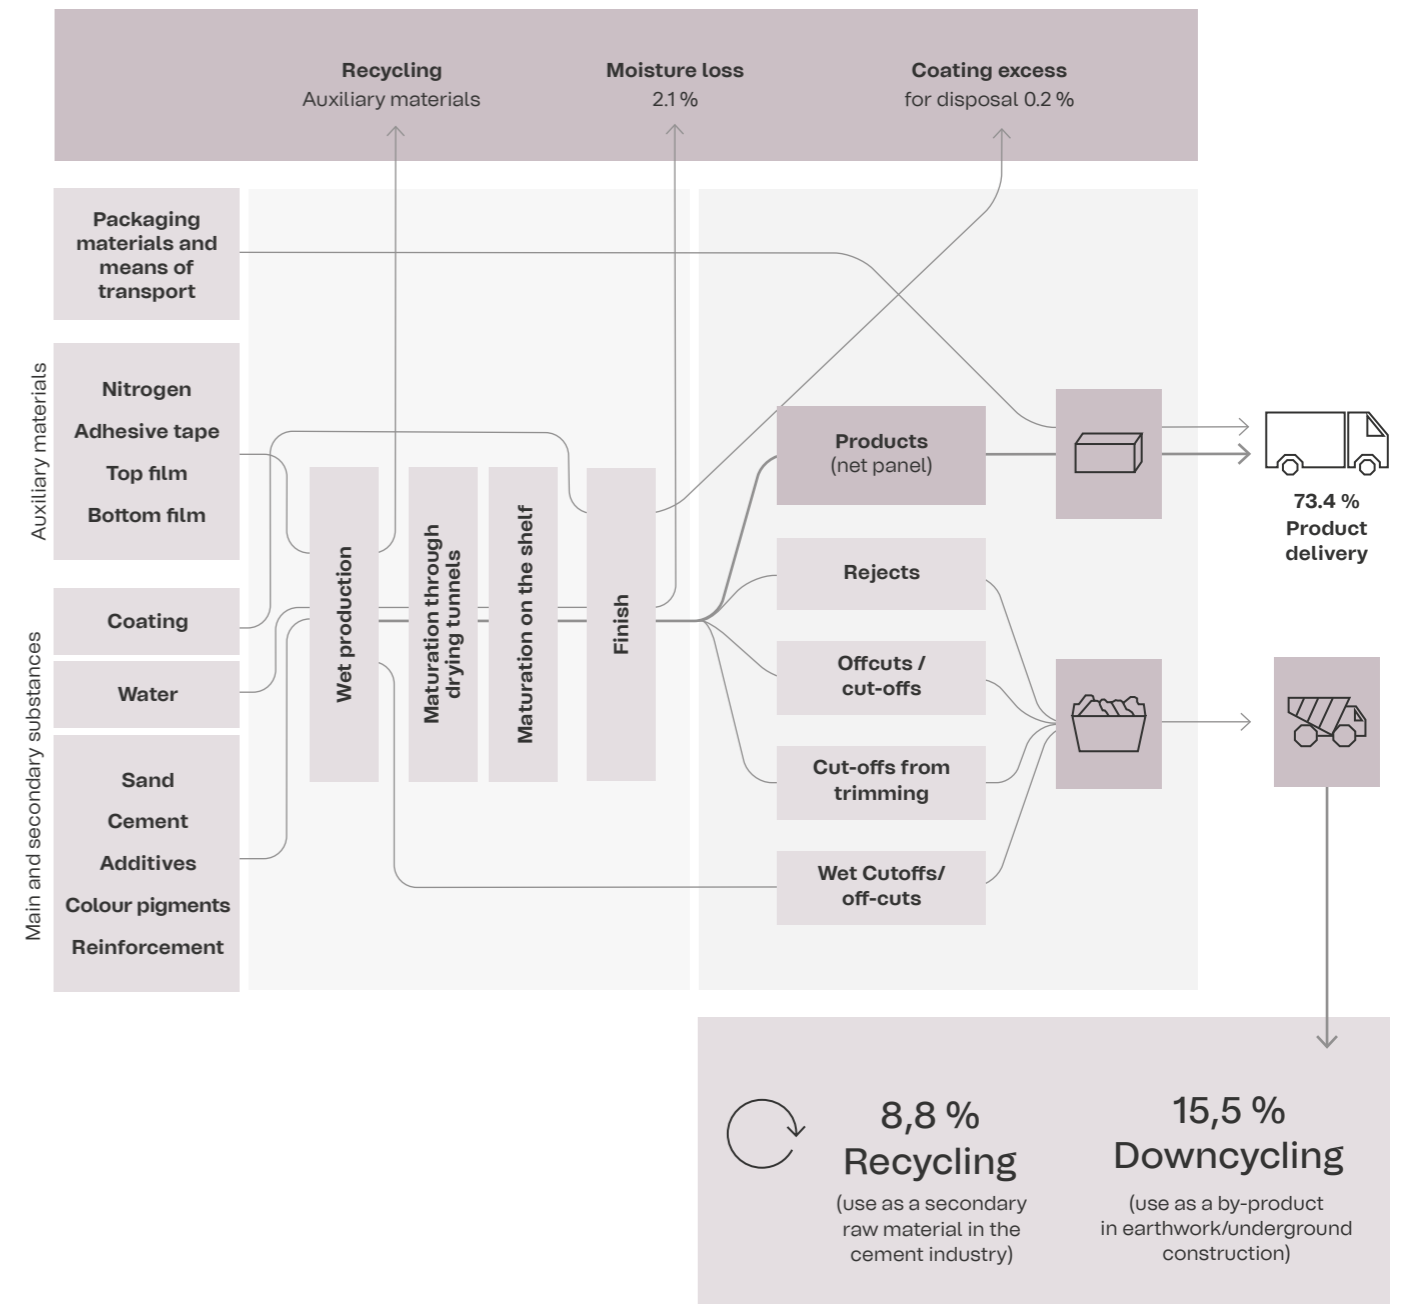 Recycling
Auxiliary materials
Moisture loss
2.1 %
Coating excess
for disposal 0.2 %
Packaging
materials and
means of
transport
Auxiliary materials
Nitrogen
Adhesive tape
Top film
Bottom film
Main and secondary substances
Coating
Water
Sand
Cement
Additives
Colour pigments
Reinforcement
Wet production
Maturation through
drying tunnels
Maturation on the shelf
Finish
Products
(net panel)
Rejects
Offcuts /
cut-offs
Cut-offs from
trimming
Wet Cutoffs/
off-cuts
73.4 %
Product
delivery
8,8 %
Recycling
(use as a secondary
raw material in the
cement industry)
15,5 %
Downcycling
(use as a by-product
in earthwork/underground
construction)